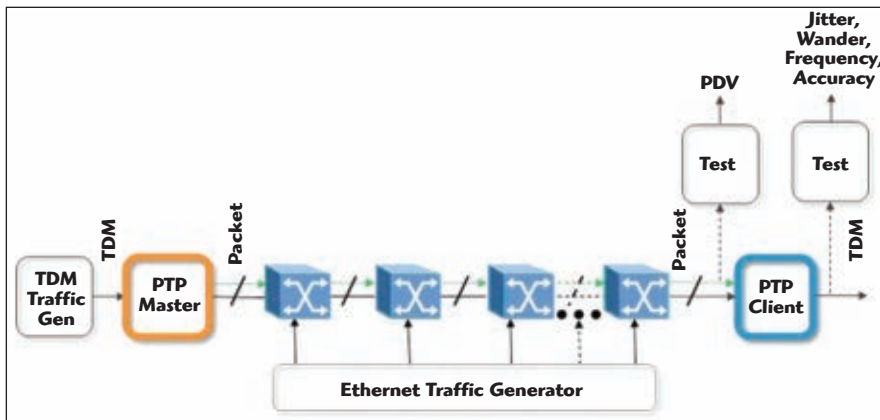 Jitter,
Wander,
Frequency,
Accuracy
PDV
Test
Test
TDM
Packet
Packet
TDM
TDM
Traffic
Gen
PTP
Master
PTP
Client
Ethernet Traffic Generator